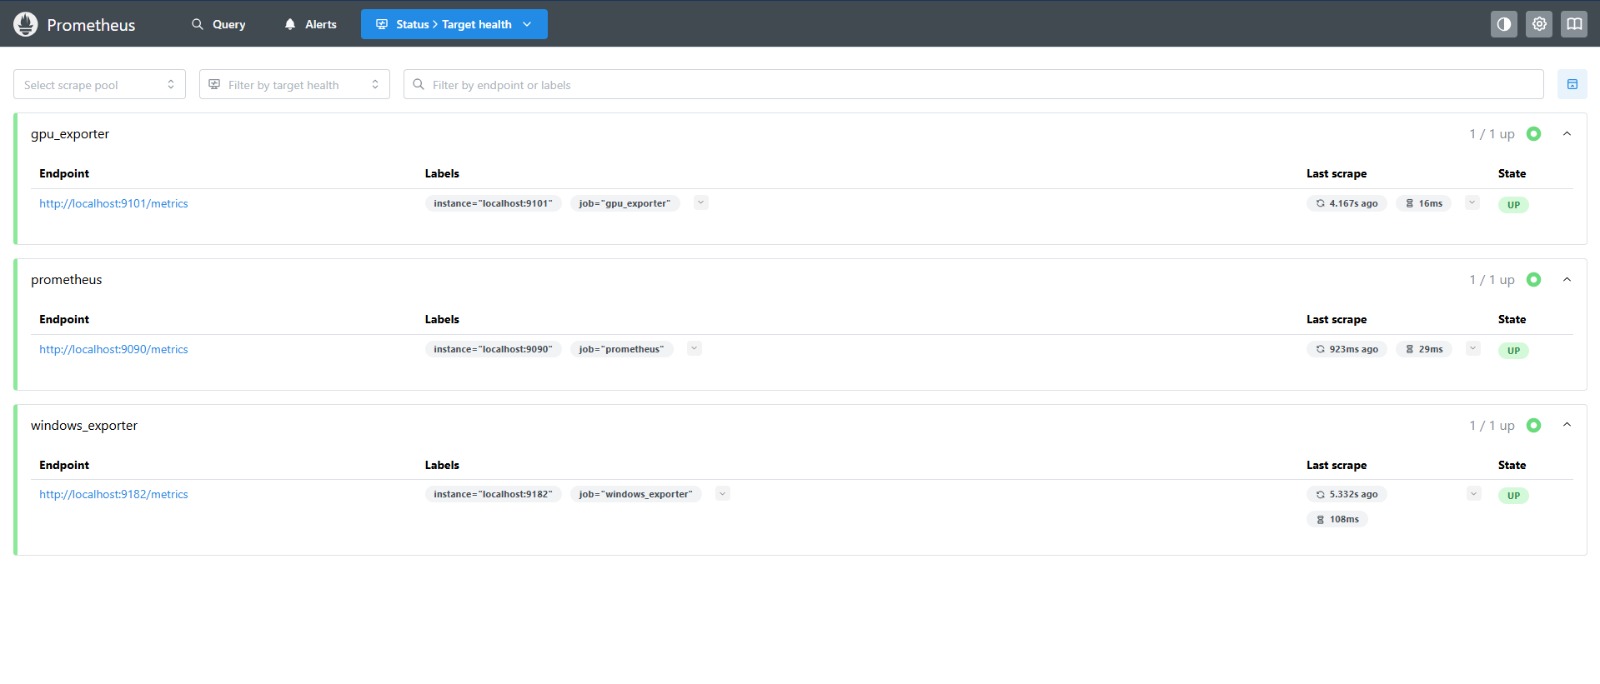 Prometheus Query Alerts Status > Target health
Select scrape pool Filter by target health Filter by endpoint or labels
gpu_exporter 1 / 1 up
Endpoint Labels Last scrape State
http://localhost:9101/metrics instance="localhost:9101" job="gpu_exporter" 4.167s ago 16ms UP
prometheus 1 / 1 up
Endpoint Labels Last scrape State
http://localhost:9090/metrics instance="localhost:9090" job="prometheus" 923ms ago 29ms UP
windows_exporter 1 / 1 up
Endpoint Labels Last scrape State
http://localhost:9182/metrics instance="localhost:9182" job="windows_exporter" 5.332s ago UP
108ms